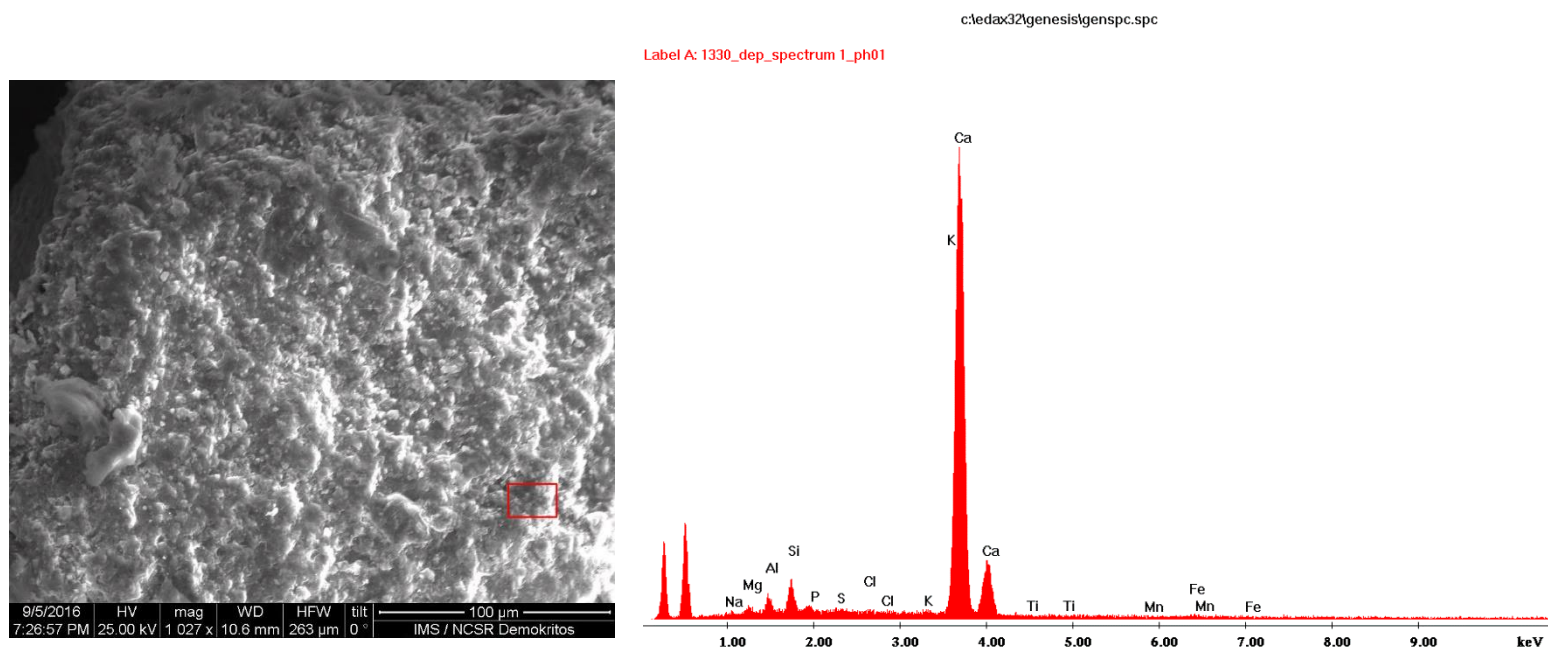 c:\edax32\genesis\genspc.spc
Label A: 1330_dep_spectrum 1_ph01
Ca
K
Ca
Si
Al
Mg
Na
P
S
Cl
Cl
K
Ti
Ti
Mn
Fe
Mn
Fe
1.00 2.00 3.00 4.00 5.00 6.00 7.00 8.00 9.00 keV
9/5/2016 HV mag WD HFW tilt 100 µm
7:26:57 PM 25.00 kV 1 027 x 10.6 mm 263 µm 0 ° IMS / NCSR Demokritos